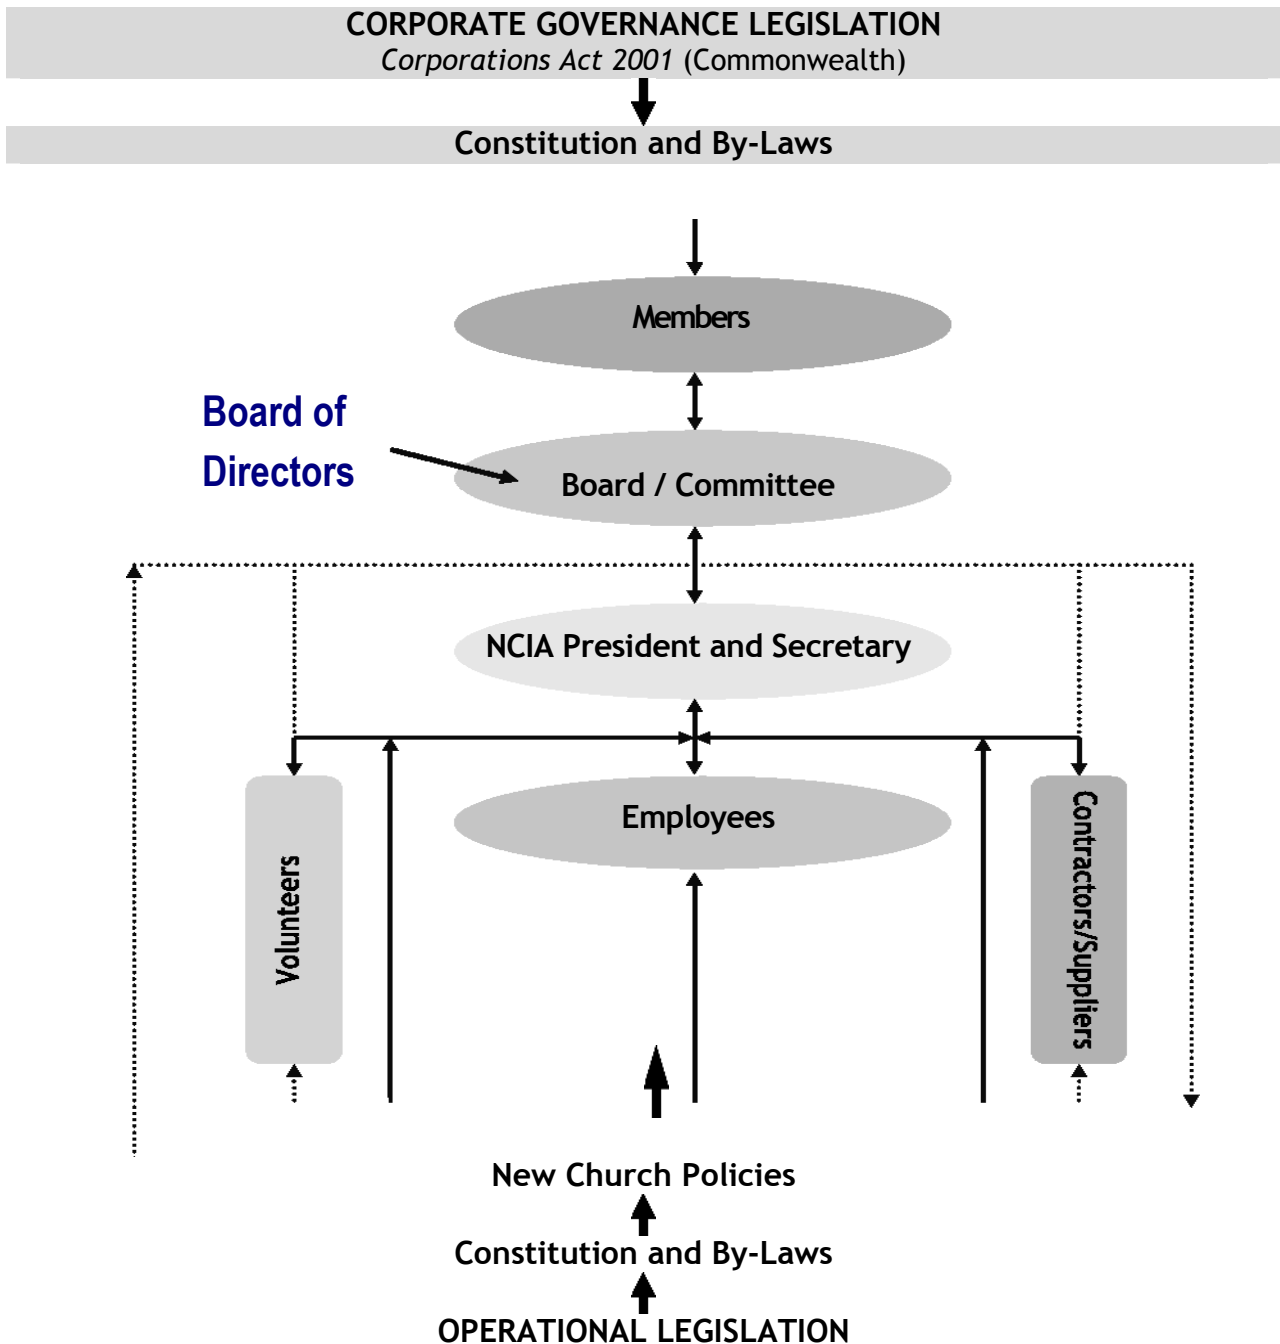 CORPORATE GOVERNANCE LEGISLATION
Corporations Act 2001 (Commonwealth)
Constitution and By-Laws
Members
Board of
Directors
Board / Committee
NCIA President and Secretary
Employees
Volunteers
Contractors/Suppliers
New Church Policies
Constitution and By-Laws
OPERATIONAL LEGISLATION